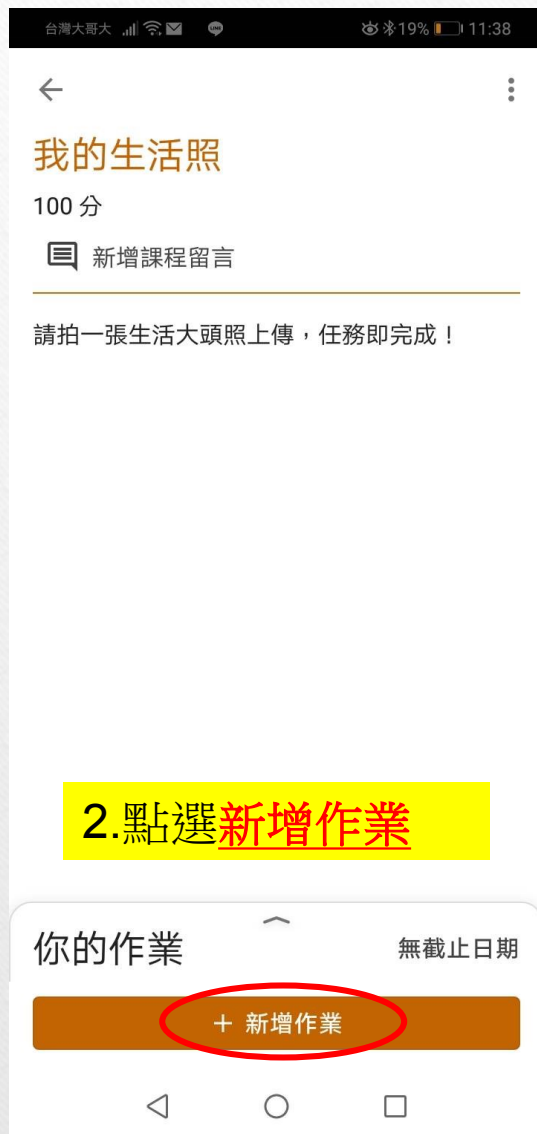 台灣大哥大 19% 11:38
我的生活照
100 分
新增課程留言
請拍一張生活大頭照上傳，任務即完成！
2.點選新增作業
你的作業 無截止日期
＋ 新增作業